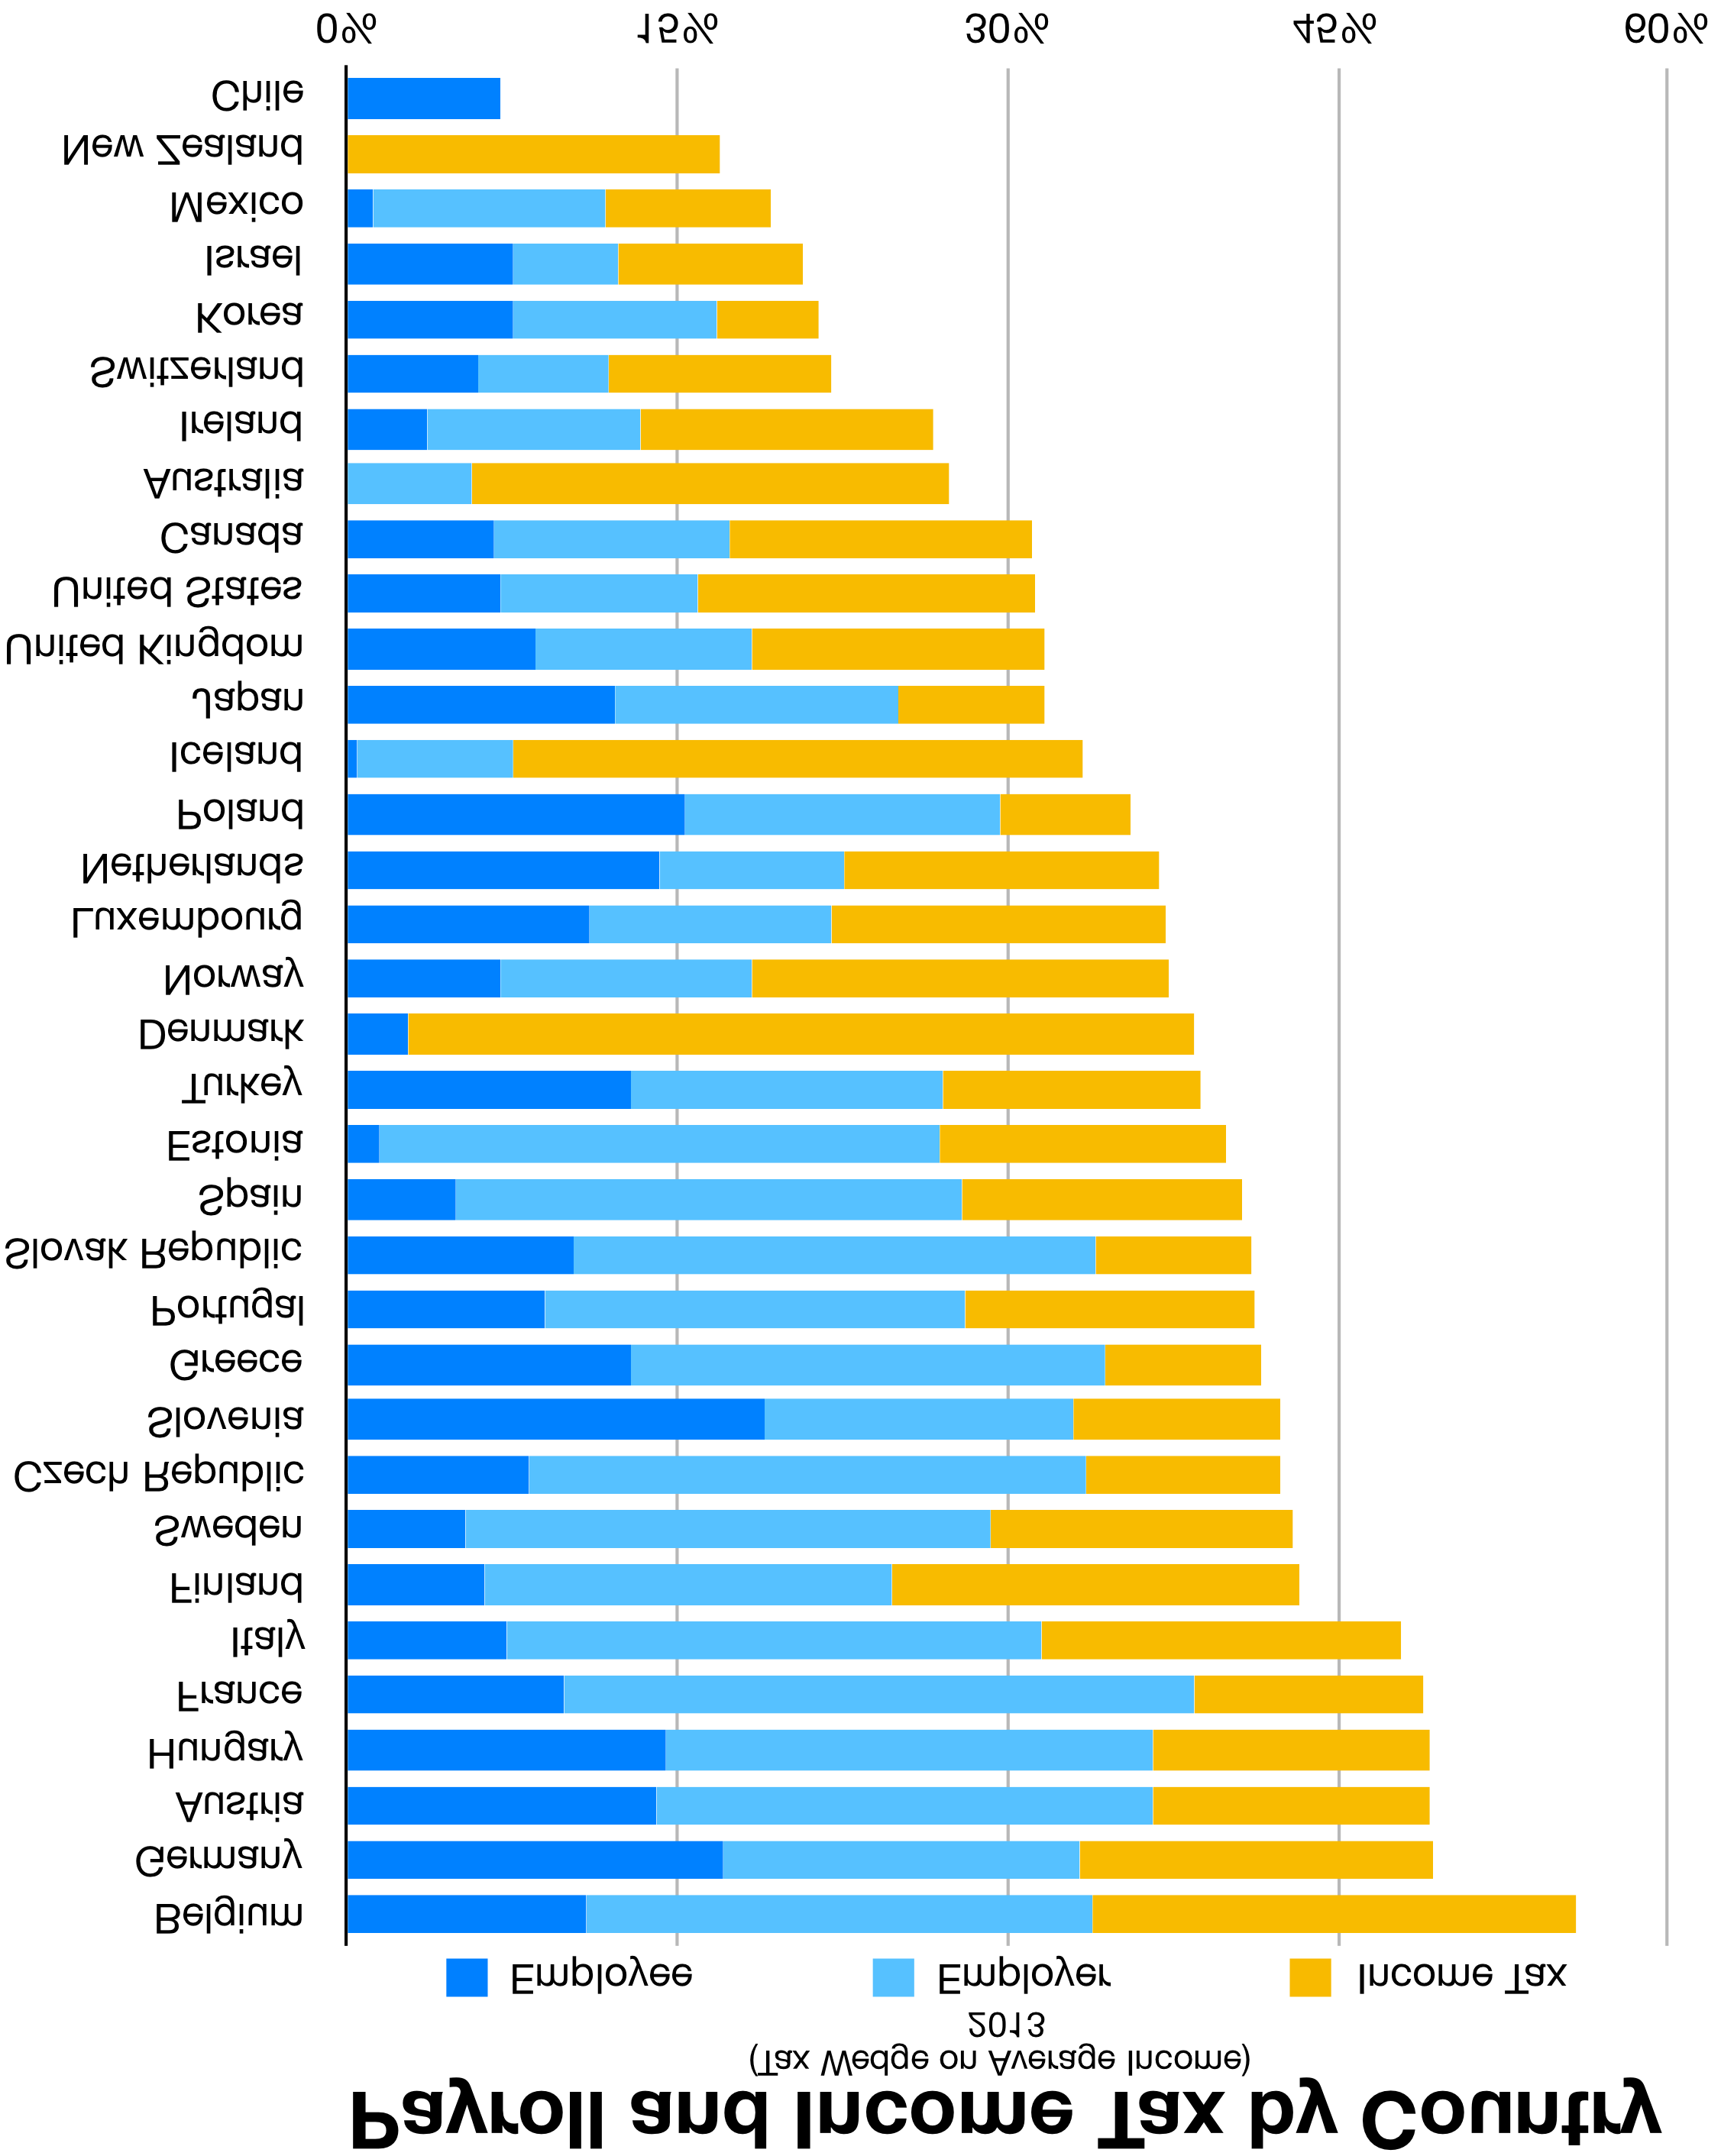 Payroll and Income Tax by Country
(Tax Wedge on Average Income)
2013
Employee Employer Income Tax
Belgium
Germany
Austria
Hungary
France
Italy
Finland
Sweden
Czech Republic
Slovenia
Greece
Portugal
Slovak Republic
Spain
Estonia
Turkey
Denmark
Norway
Luxembourg
Netherlands
Poland
Iceland
Japan
United Kingdom
United States
Canada
Australia
Ireland
Switzerland
Korea
Israel
Mexico
New Zealand
Chile
0% 15% 30% 45% 60%